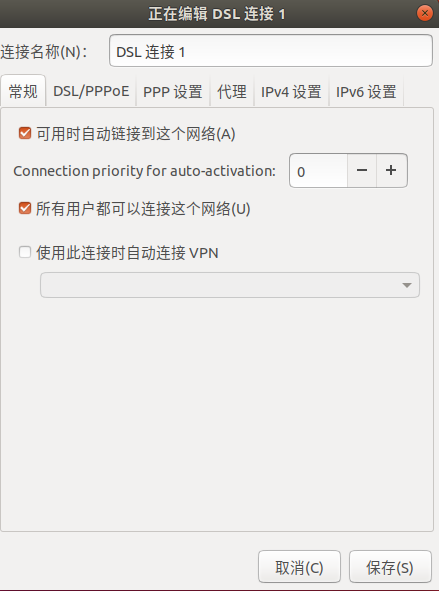 正在编辑 DSL 连接 1
连接名称(N): DSL 连接 1
常规 DSL/PPPoE PPP 设置 代理 IPv4 设置 IPv6 设置
可用时自动链接到这个网络(A)
Connection priority for auto-activation: 0
所有用户都可以连接这个网络(U)
使用此连接时自动连接 VPN
取消(C) 保存(S)